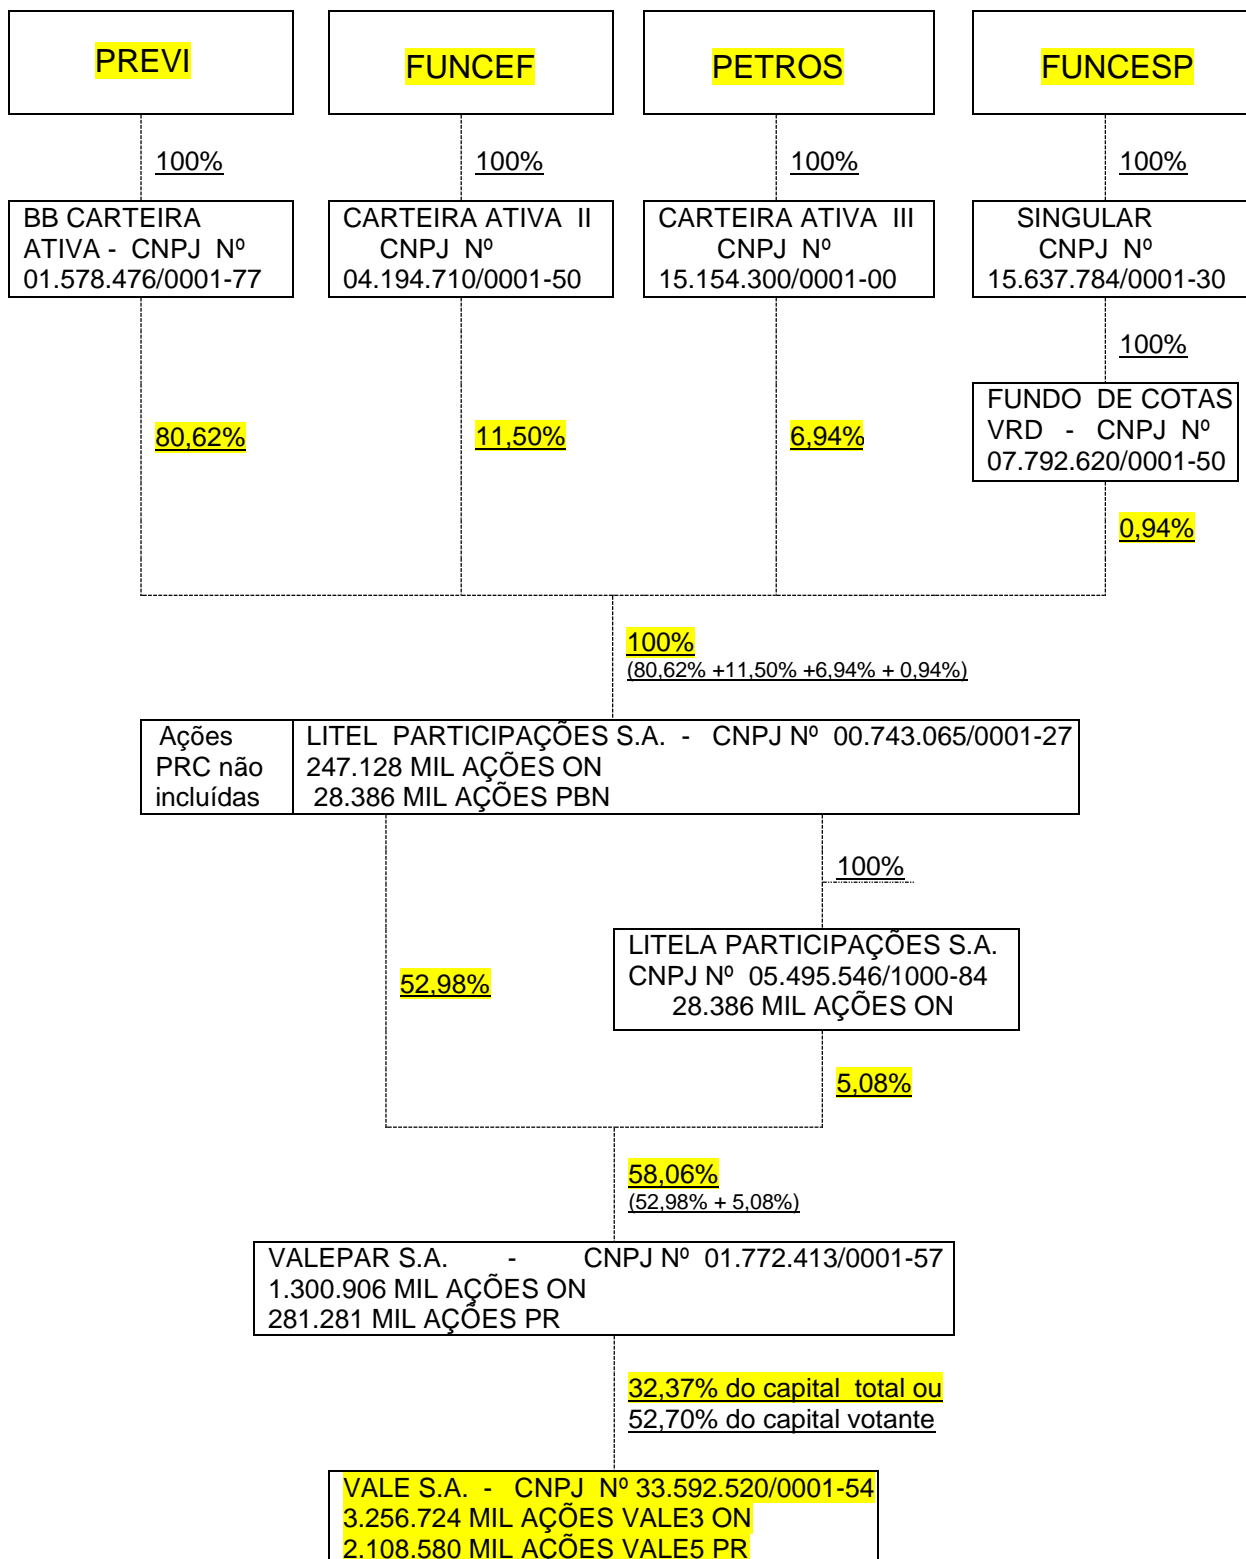 PREVI
FUNCEF
PETROS
FUNCESP
100%
100%
100%
100%
BB CARTEIRA
ATIVA - CNPJ Nº
01.578.476/0001-77
CARTEIRA ATIVA II
CNPJ Nº
04.194.710/0001-50
CARTEIRA ATIVA III
CNPJ Nº
15.154.300/0001-00
SINGULAR
CNPJ Nº
15.637.784/0001-30
100%
FUNDO DE COTAS
VRD - CNPJ Nº
07.792.620/0001-50
80,62%
11,50%
6,94%
0,94%
100%
(80,62% +11,50% +6,94% + 0,94%)
Ações
PRC não
incluídas
LITEL PARTICIPAÇÕES S.A. - CNPJ Nº 00.743.065/0001-27
247.128 MIL AÇÕES ON
28.386 MIL AÇÕES PBN
100%
LITELA PARTICIPAÇÕES S.A.
CNPJ Nº 05.495.546/1000-84
28.386 MIL AÇÕES ON
52,98%
5,08%
58,06%
(52,98% + 5,08%)
VALEPAR S.A. - CNPJ Nº 01.772.413/0001-57
1.300.906 MIL AÇÕES ON
281.281 MIL AÇÕES PR
32,37% do capital total ou
52,70% do capital votante
VALE S.A. - CNPJ Nº 33.592.520/0001-54
3.256.724 MIL AÇÕES VALE3 ON
2.108.580 MIL AÇÕES VALE5 PR